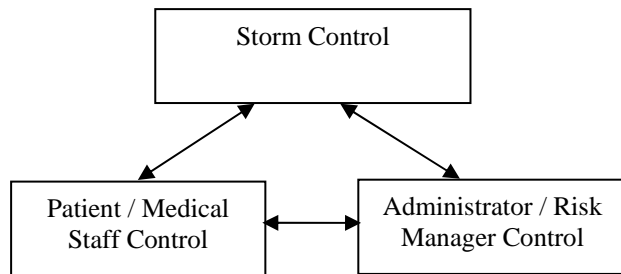 Storm Control
Patient / Medical
Staff Control
Administrator / Risk
Manager Control